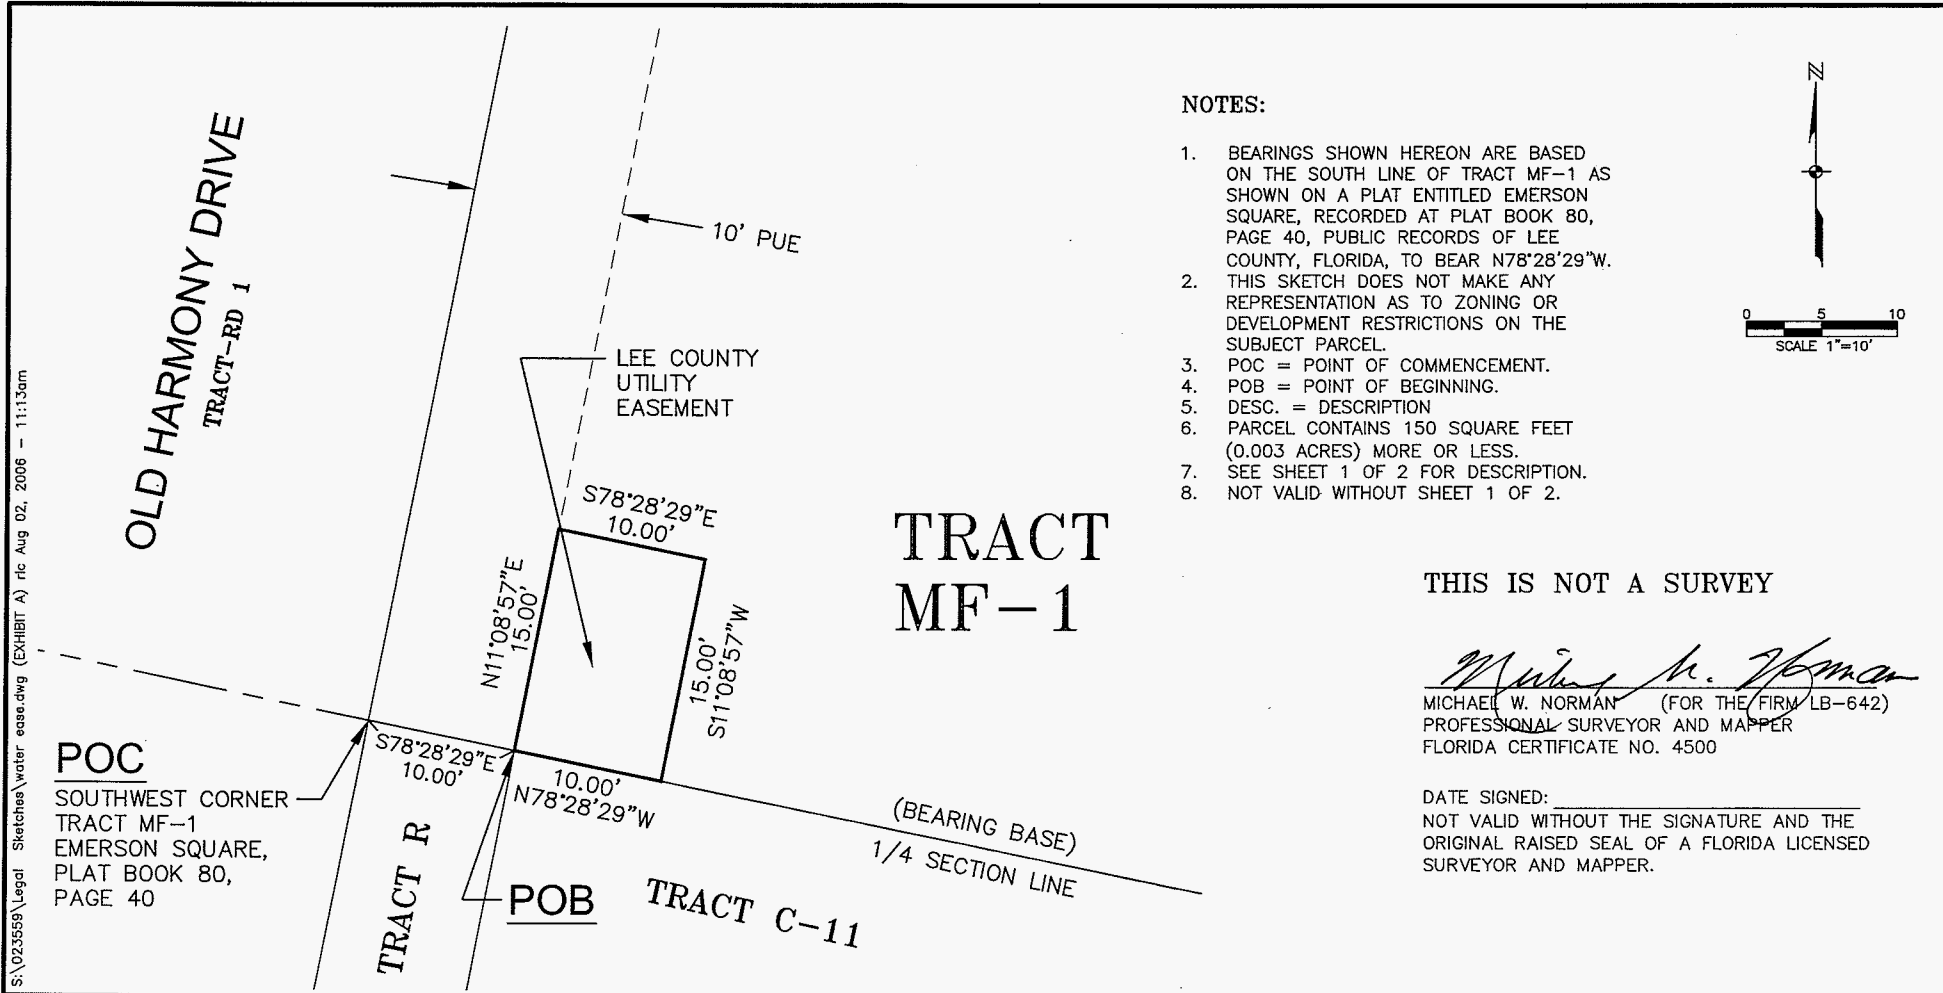 OLD HARMONY DRIVE
TRACT-RD 1
10' PUE
LEE COUNTY
UTILITY
EASEMENT
S78°28'29"E
10.00'
N11°08'57"E
15.00'
15.00'
S11°08'57"W
S78°28'29"E
10.00'
10.00'
N78°28'29"W
POC
SOUTHWEST CORNER
TRACT MF-1
EMERSON SQUARE,
PLAT BOOK 80,
PAGE 40
TRACT R
POB
TRACT C-11
(BEARING BASE)
1/4 SECTION LINE
TRACT
MF-1
NOTES:
1. BEARINGS SHOWN HEREON ARE BASED
ON THE SOUTH LINE OF TRACT MF-1 AS
SHOWN ON A PLAT ENTITLED EMERSON
SQUARE, RECORDED AT PLAT BOOK 80,
PAGE 40, PUBLIC RECORDS OF LEE
COUNTY, FLORIDA, TO BEAR N78°28'29"W.
2. THIS SKETCH DOES NOT MAKE ANY
REPRESENTATION AS TO ZONING OR
DEVELOPMENT RESTRICTIONS ON THE
SUBJECT PARCEL.
3. POC = POINT OF COMMENCEMENT.
4. POB = POINT OF BEGINNING.
5. DESC. = DESCRIPTION
6. PARCEL CONTAINS 150 SQUARE FEET
(0.003 ACRES) MORE OR LESS.
7. SEE SHEET 1 OF 2 FOR DESCRIPTION.
8. NOT VALID WITHOUT SHEET 1 OF 2.
N
0 5 10
SCALE 1"=10'
THIS IS NOT A SURVEY
MICHAEL W. NORMAN (FOR THE FIRM LB-642)
PROFESSIONAL SURVEYOR AND MAPPER
FLORIDA CERTIFICATE NO. 4500
DATE SIGNED:
NOT VALID WITHOUT THE SIGNATURE AND THE
ORIGINAL RAISED SEAL OF A FLORIDA LICENSED
SURVEYOR AND MAPPER.
S:\023559\Legal Sketches\water ease.dwg (EXHIBIT A) rlc Aug 02, 2006 - 11:13am